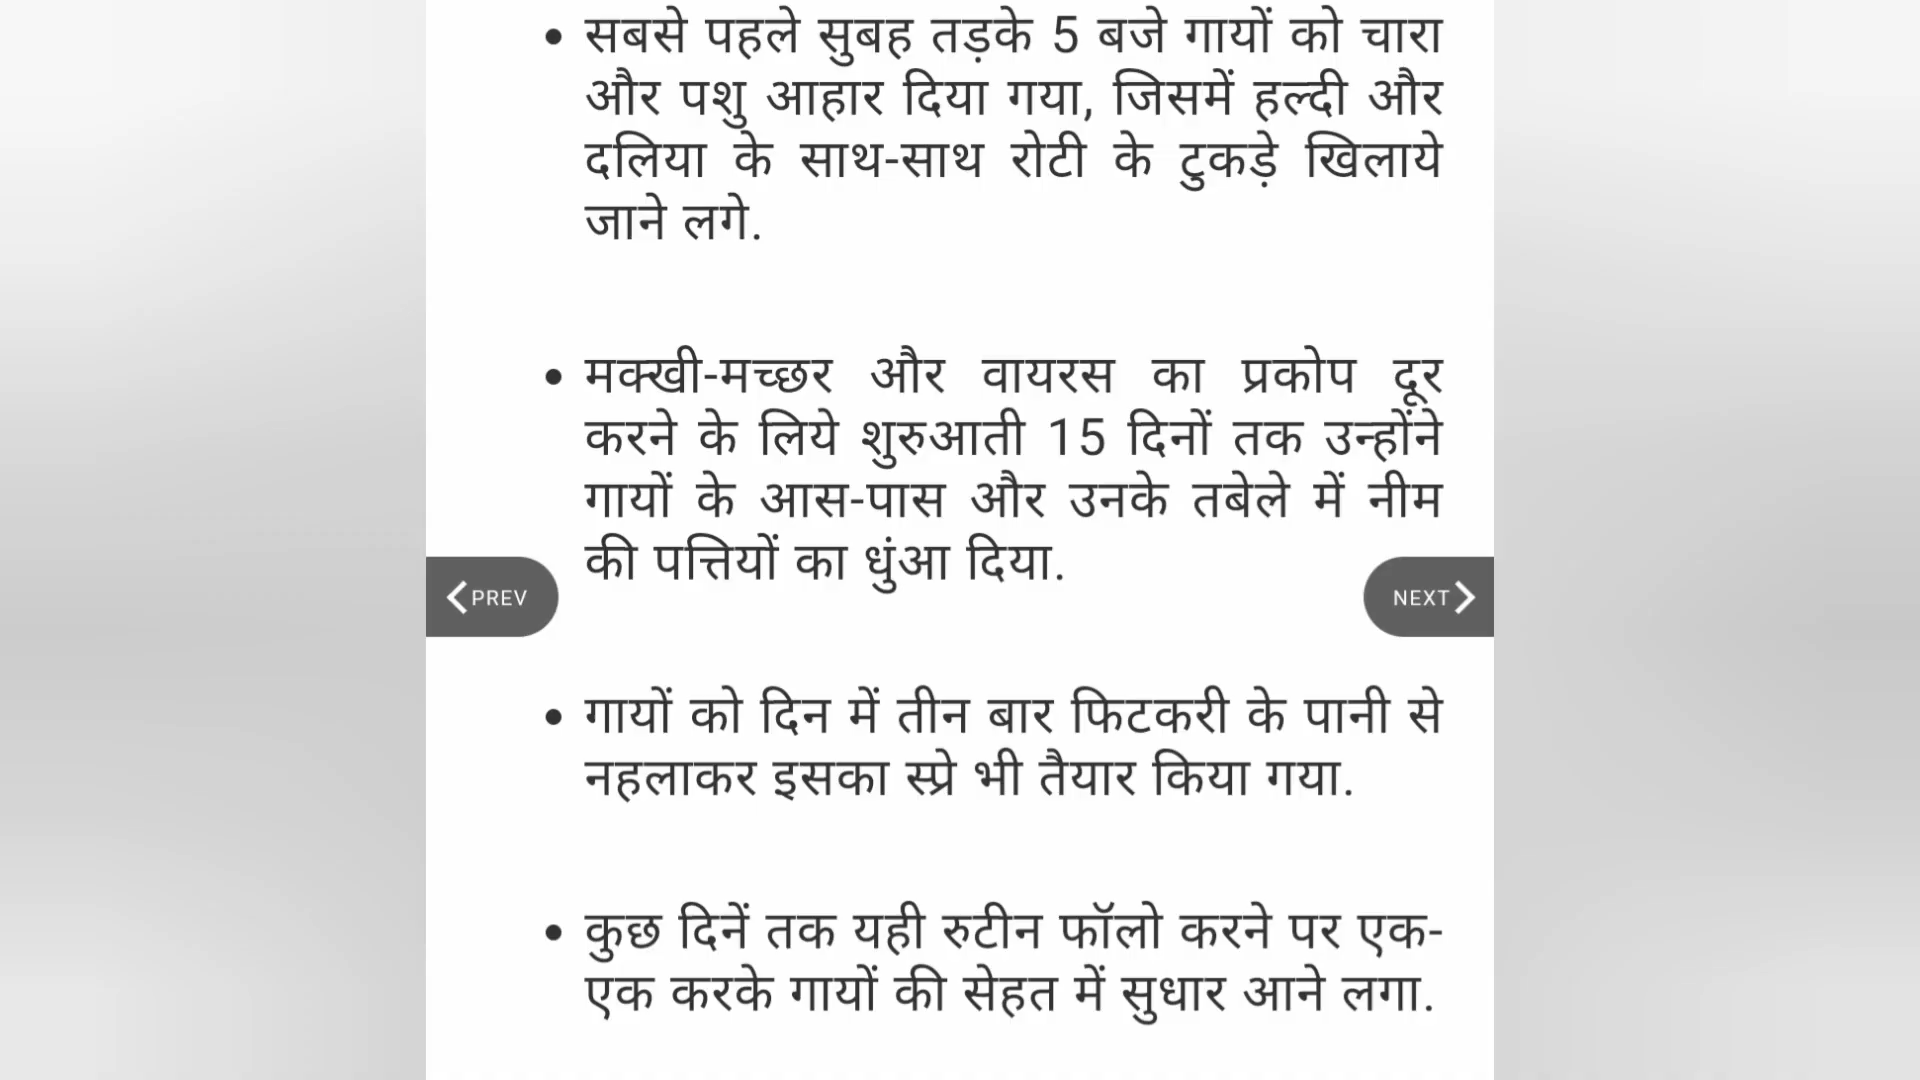 • सबसे पहले सुबह तड़के 5 बजे गायों को चारा
और पशु आहार दिया गया, जिसमें हल्दी और
दलिया के साथ-साथ रोटी के टुकड़े खिलाये
जाने लगे.
• मक्खी-मच्छर और वायरस का प्रकोप दूर
करने के लिये शुरुआती 15 दिनों तक उन्होंने
गायों के आस-पास और उनके तबेले में नीम
की पत्तियों का धुंआ दिया.
PREV
NEXT
• गायों को दिन में तीन बार फिटकरी के पानी से
नहलाकर इसका स्प्रे भी तैयार किया गया.
• कुछ दिनें तक यही रुटीन फॉलो करने पर एक-
एक करके गायों की सेहत में सुधार आने लगा.